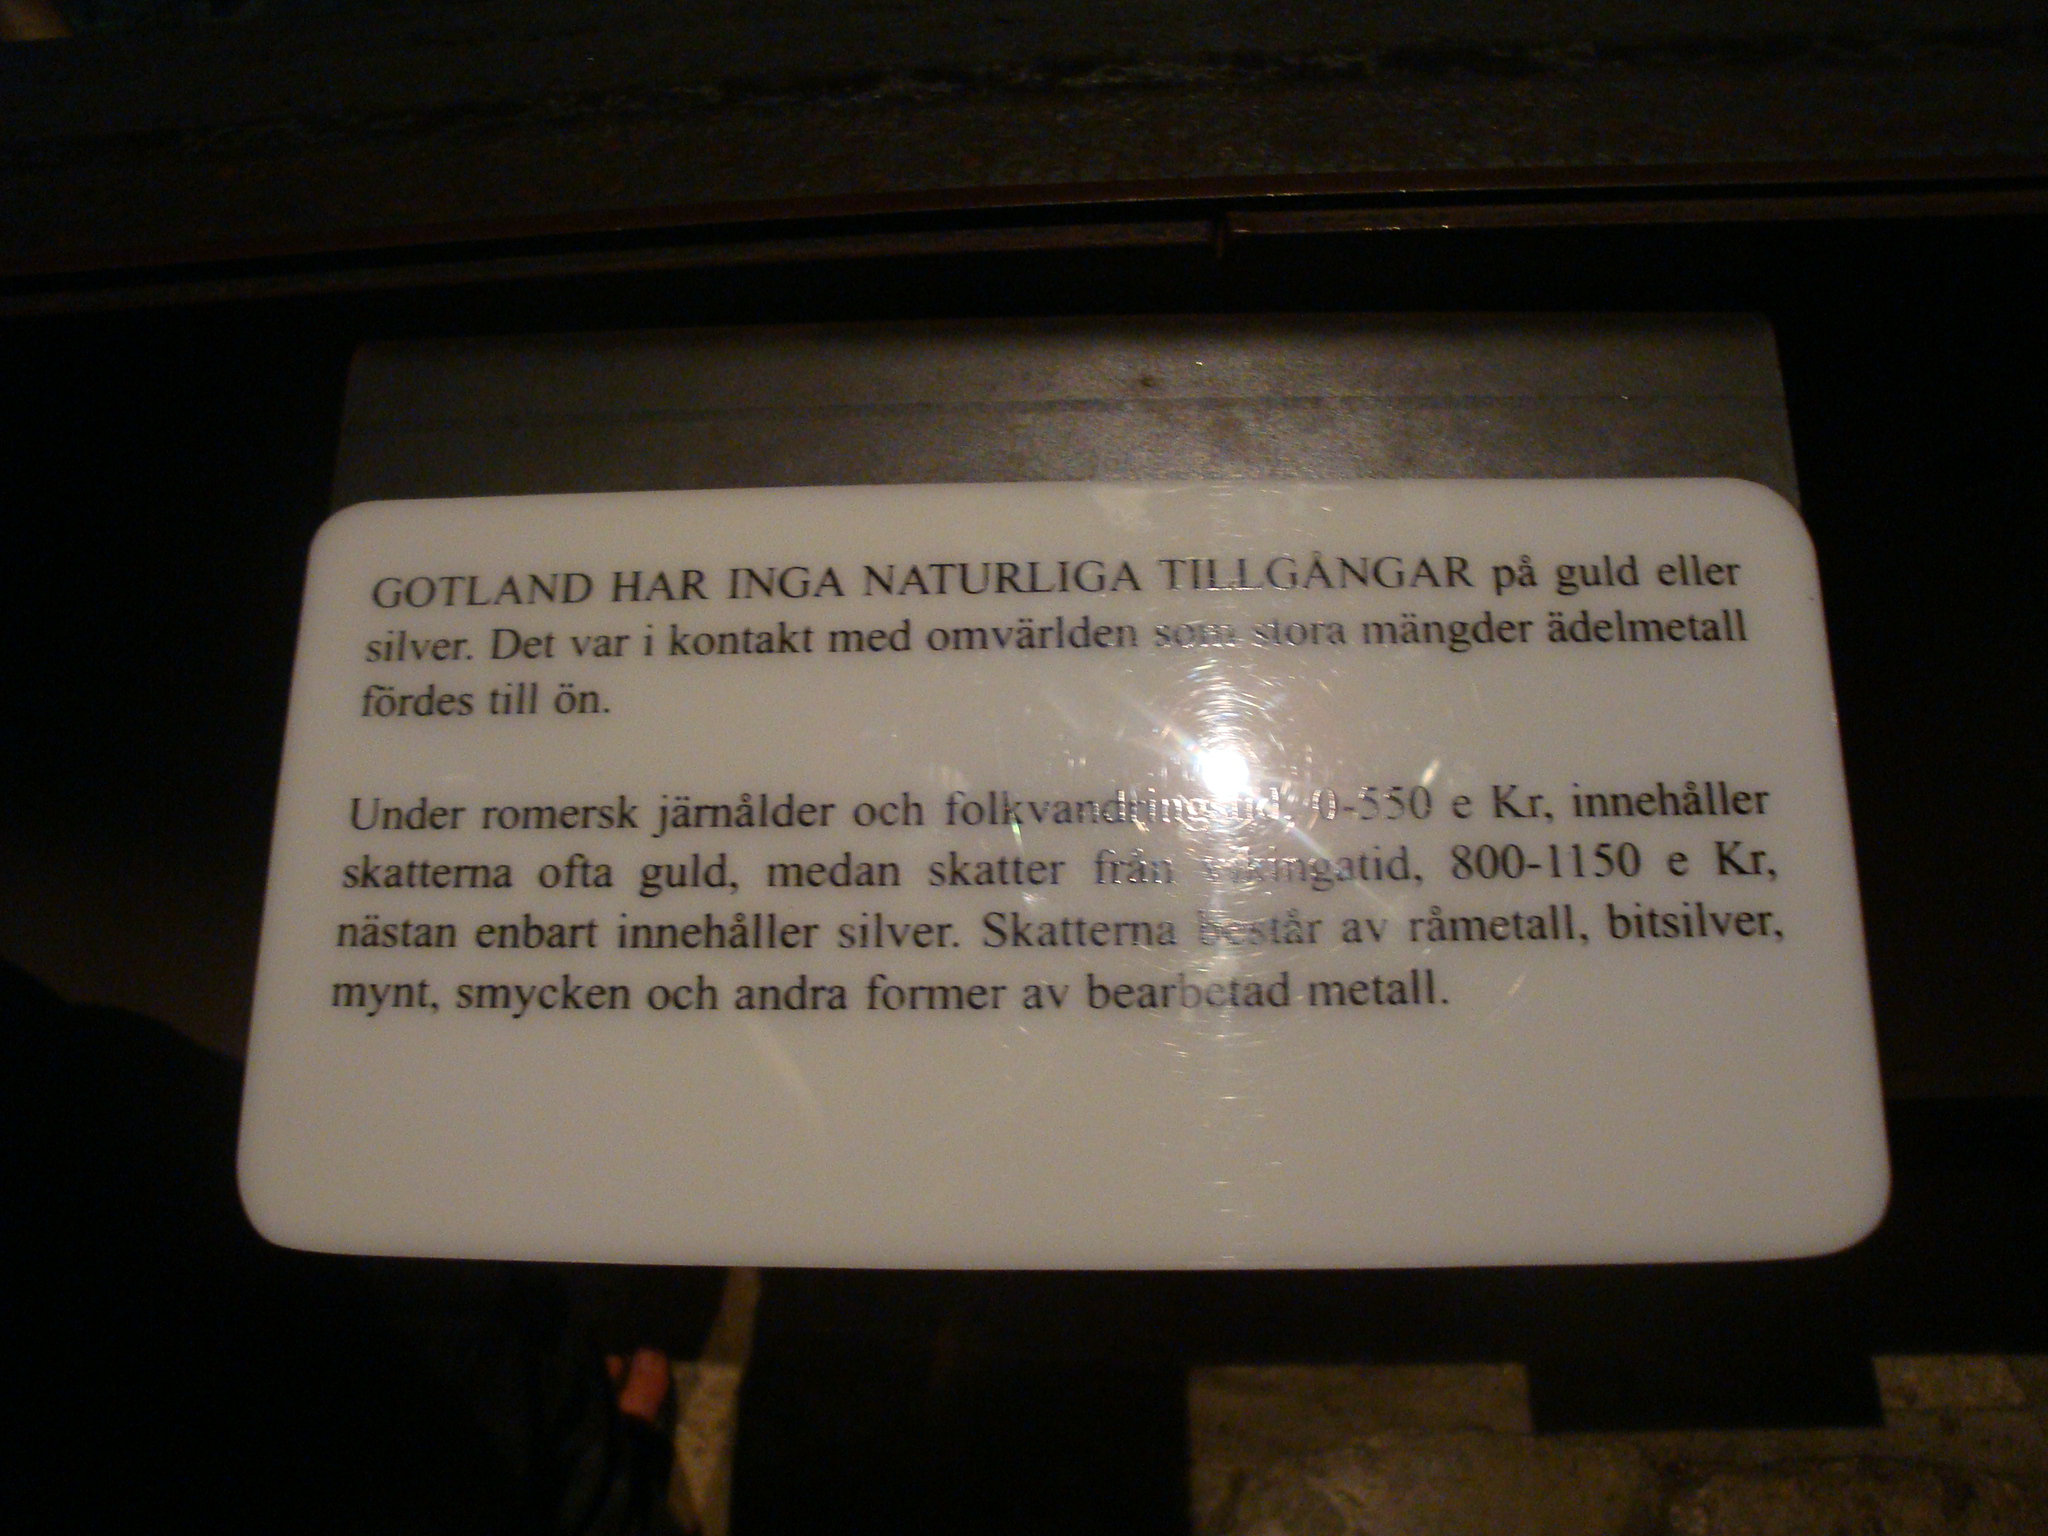 GOTLAND HAR INGA NATURLIGA TILLGÅNGAR på guld eller
silver. Det var i kontakt med omvärlden som stora mängder ädelmetall
fördes till ön.
Under romersk järnålder och folkvandringstid, 0-550 e Kr, innehåller
skatterna ofta guld, medan skatter från vikingatid, 800-1150 e Kr,
nästan enbart innehåller silver. Skatterna består av råmetall, bitsilver,
mynt, smycken och andra former av bearbetad metall.